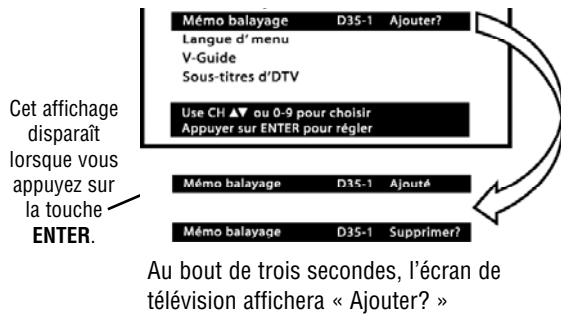 Mémo balayage D35-1 Ajouter?
Langue d' menu
V-Guide
Sous-titres d'DTV
Use CH ▲▼ ou 0-9 pour choisir
Appuyer sur ENTER pour régler
Cet affichage
disparaît
lorsque vous
appuyez sur
la touche
ENTER.
Mémo balayage D35-1 Ajouté
Mémo balayage D35-1 Supprimer?
Au bout de trois secondes, l'écran de
télévision affichera « Ajouter? »